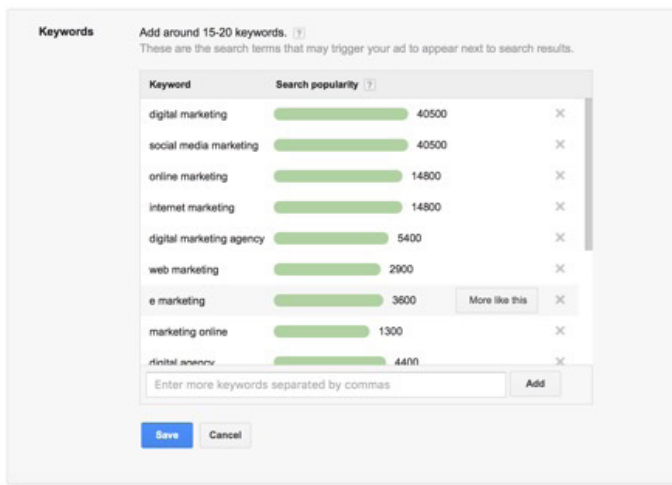 Keywords
Add around 15-20 keywords. ?
These are the search terms that may trigger your ad to appear next to search results.
Keyword Search popularity ?
digital marketing 40500
social media marketing 40500
online marketing 14800
internet marketing 14800
digital marketing agency 5400
web marketing 2900
e marketing 3600 More like this
marketing online 1300
digital agency 4400
Enter more keywords separated by commas Add
Save Cancel